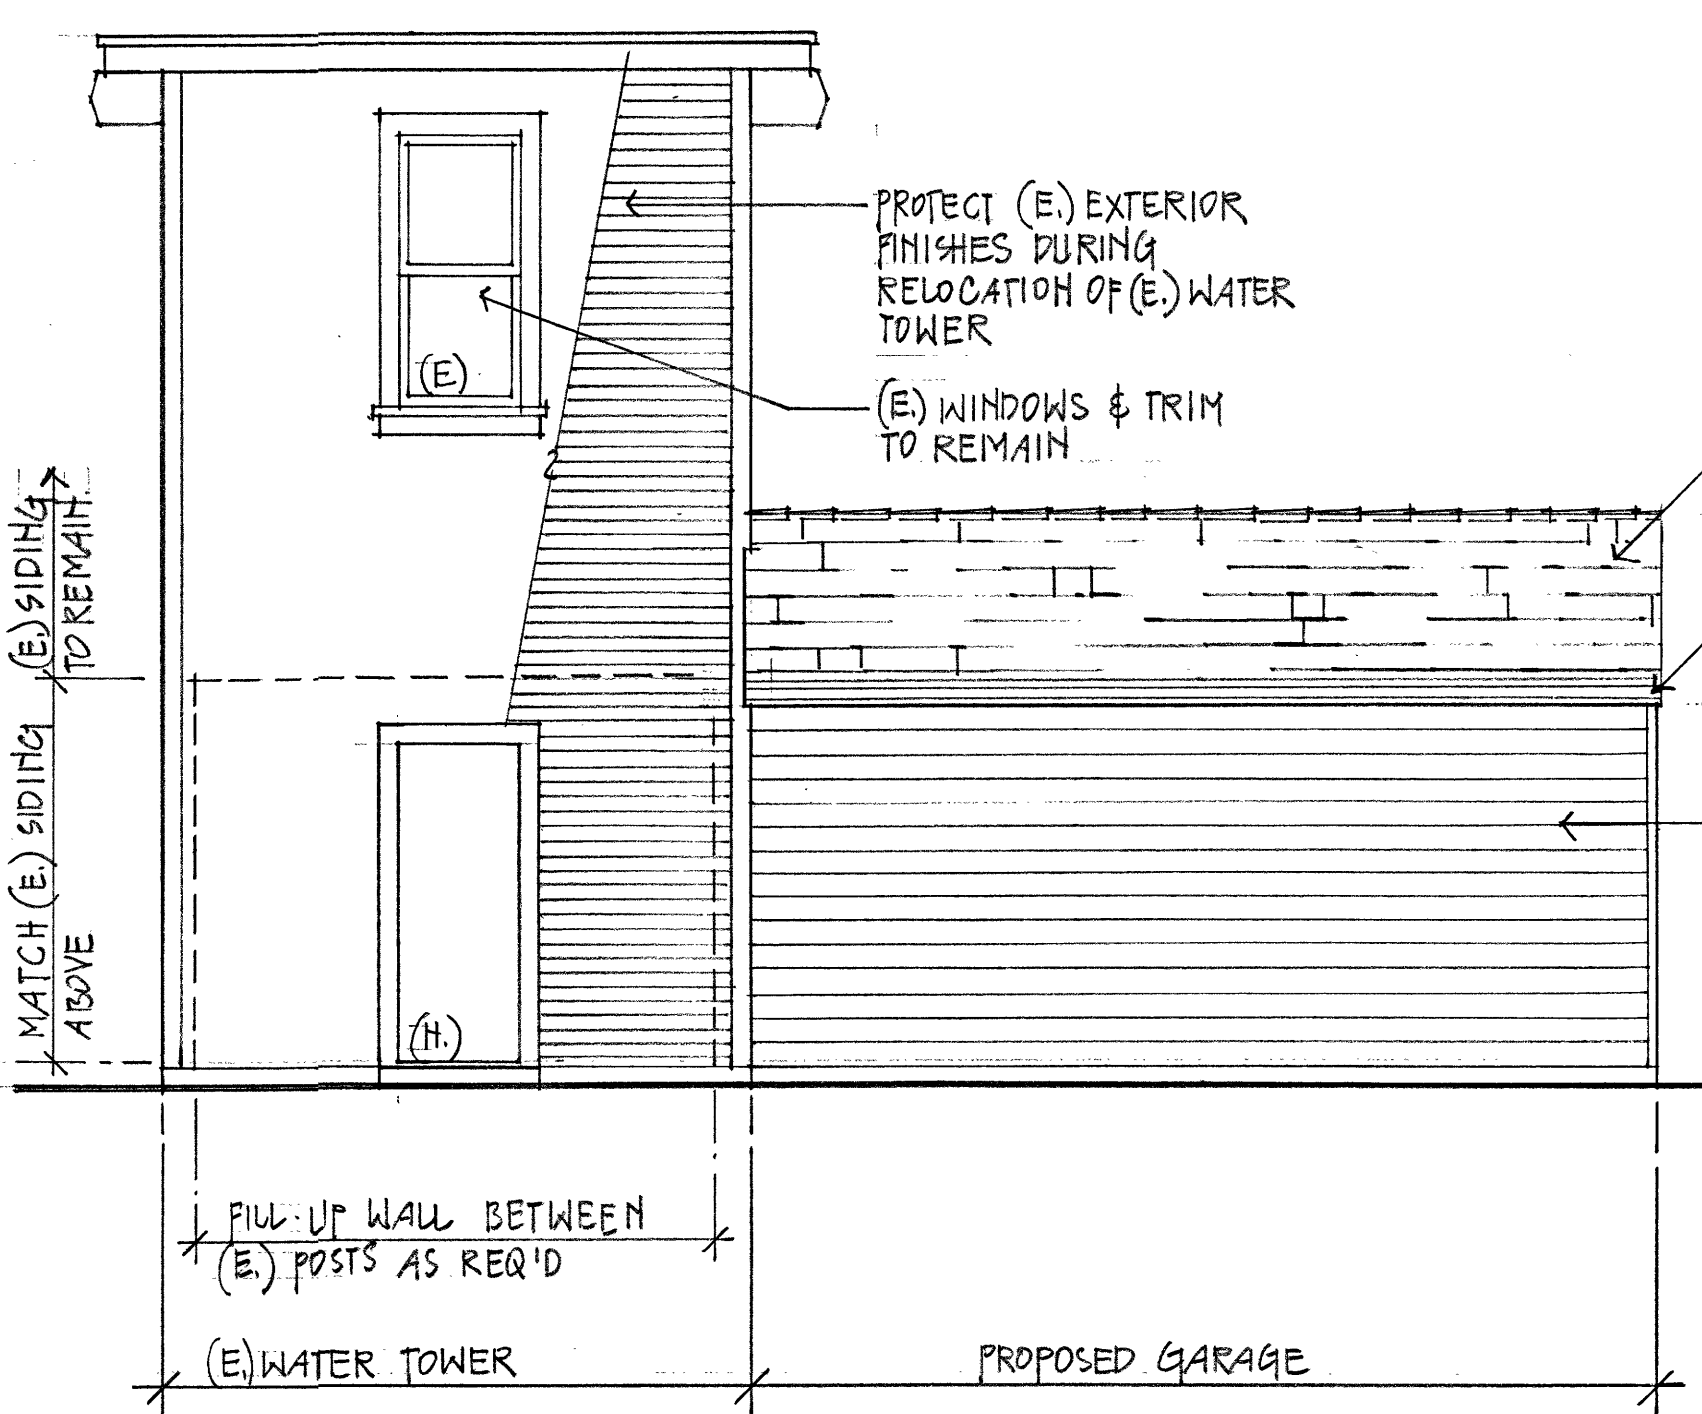 PROTECT (E.) EXTERIOR
FINISHES DURING
RELOCATION OF (E.) WATER
TOWER
(E.) WINDOWS & TRIM
TO REMAIN
(E)
(E.) SIDING
TO REMAIN.
MATCH (E.) SIDING
ABOVE
(H.)
FILL-UP WALL BETWEEN
(E.) POSTS AS REQ'D
(E.) WATER TOWER
PROPOSED GARAGE